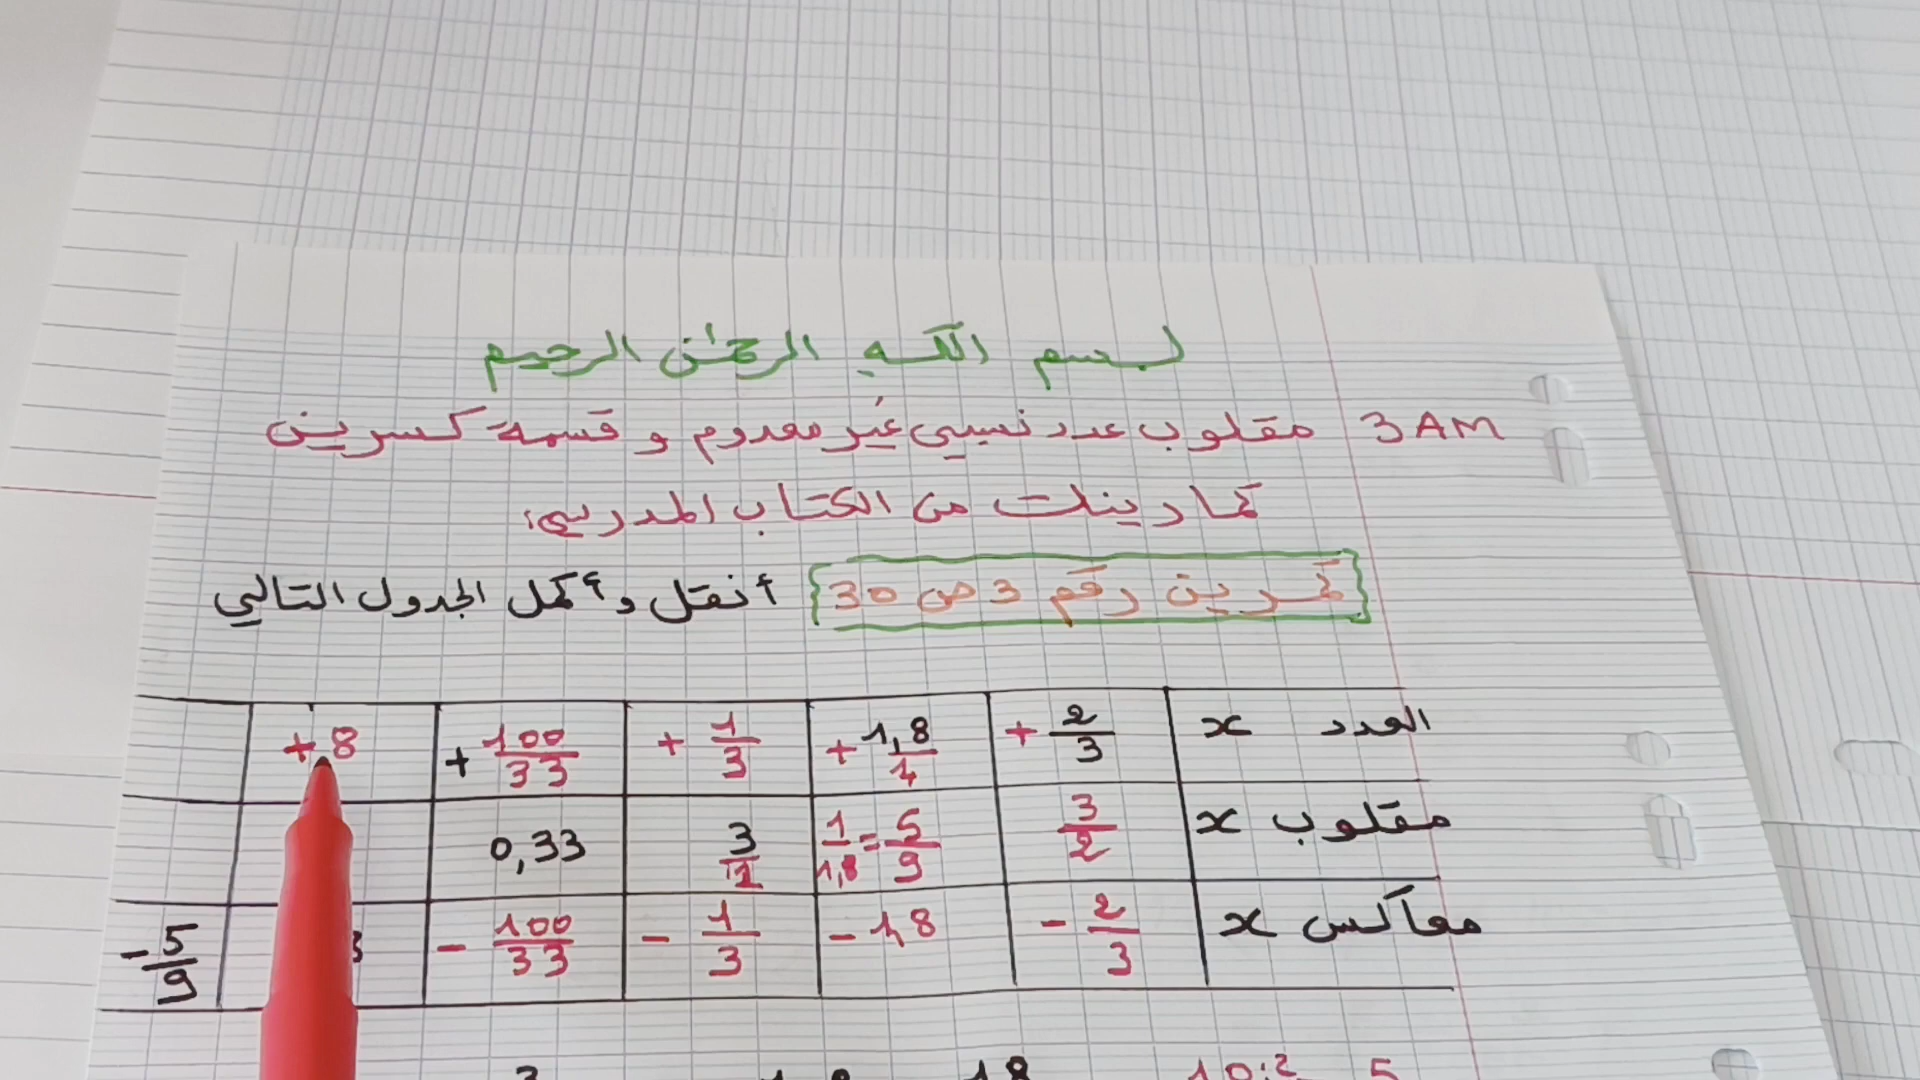 بسم الله الرحمٰن الرحيم
3AM مقلوب عدد نسبي غير معدوم و قسمة كسرين
تمارينات من الكتاب المدرسي،
تمرين رقم 3 ص 30 أنقل و أكمل الجدول التالي
العدد x + 2/3 + 1,8/1 + 1/3 + 100/33 + 8
مقلوب x 3/2 1/1,8 = 5/9 3/1 0,33
معاكس x - 2/3 - 1,8 - 1/3 - 100/33 - 5/9